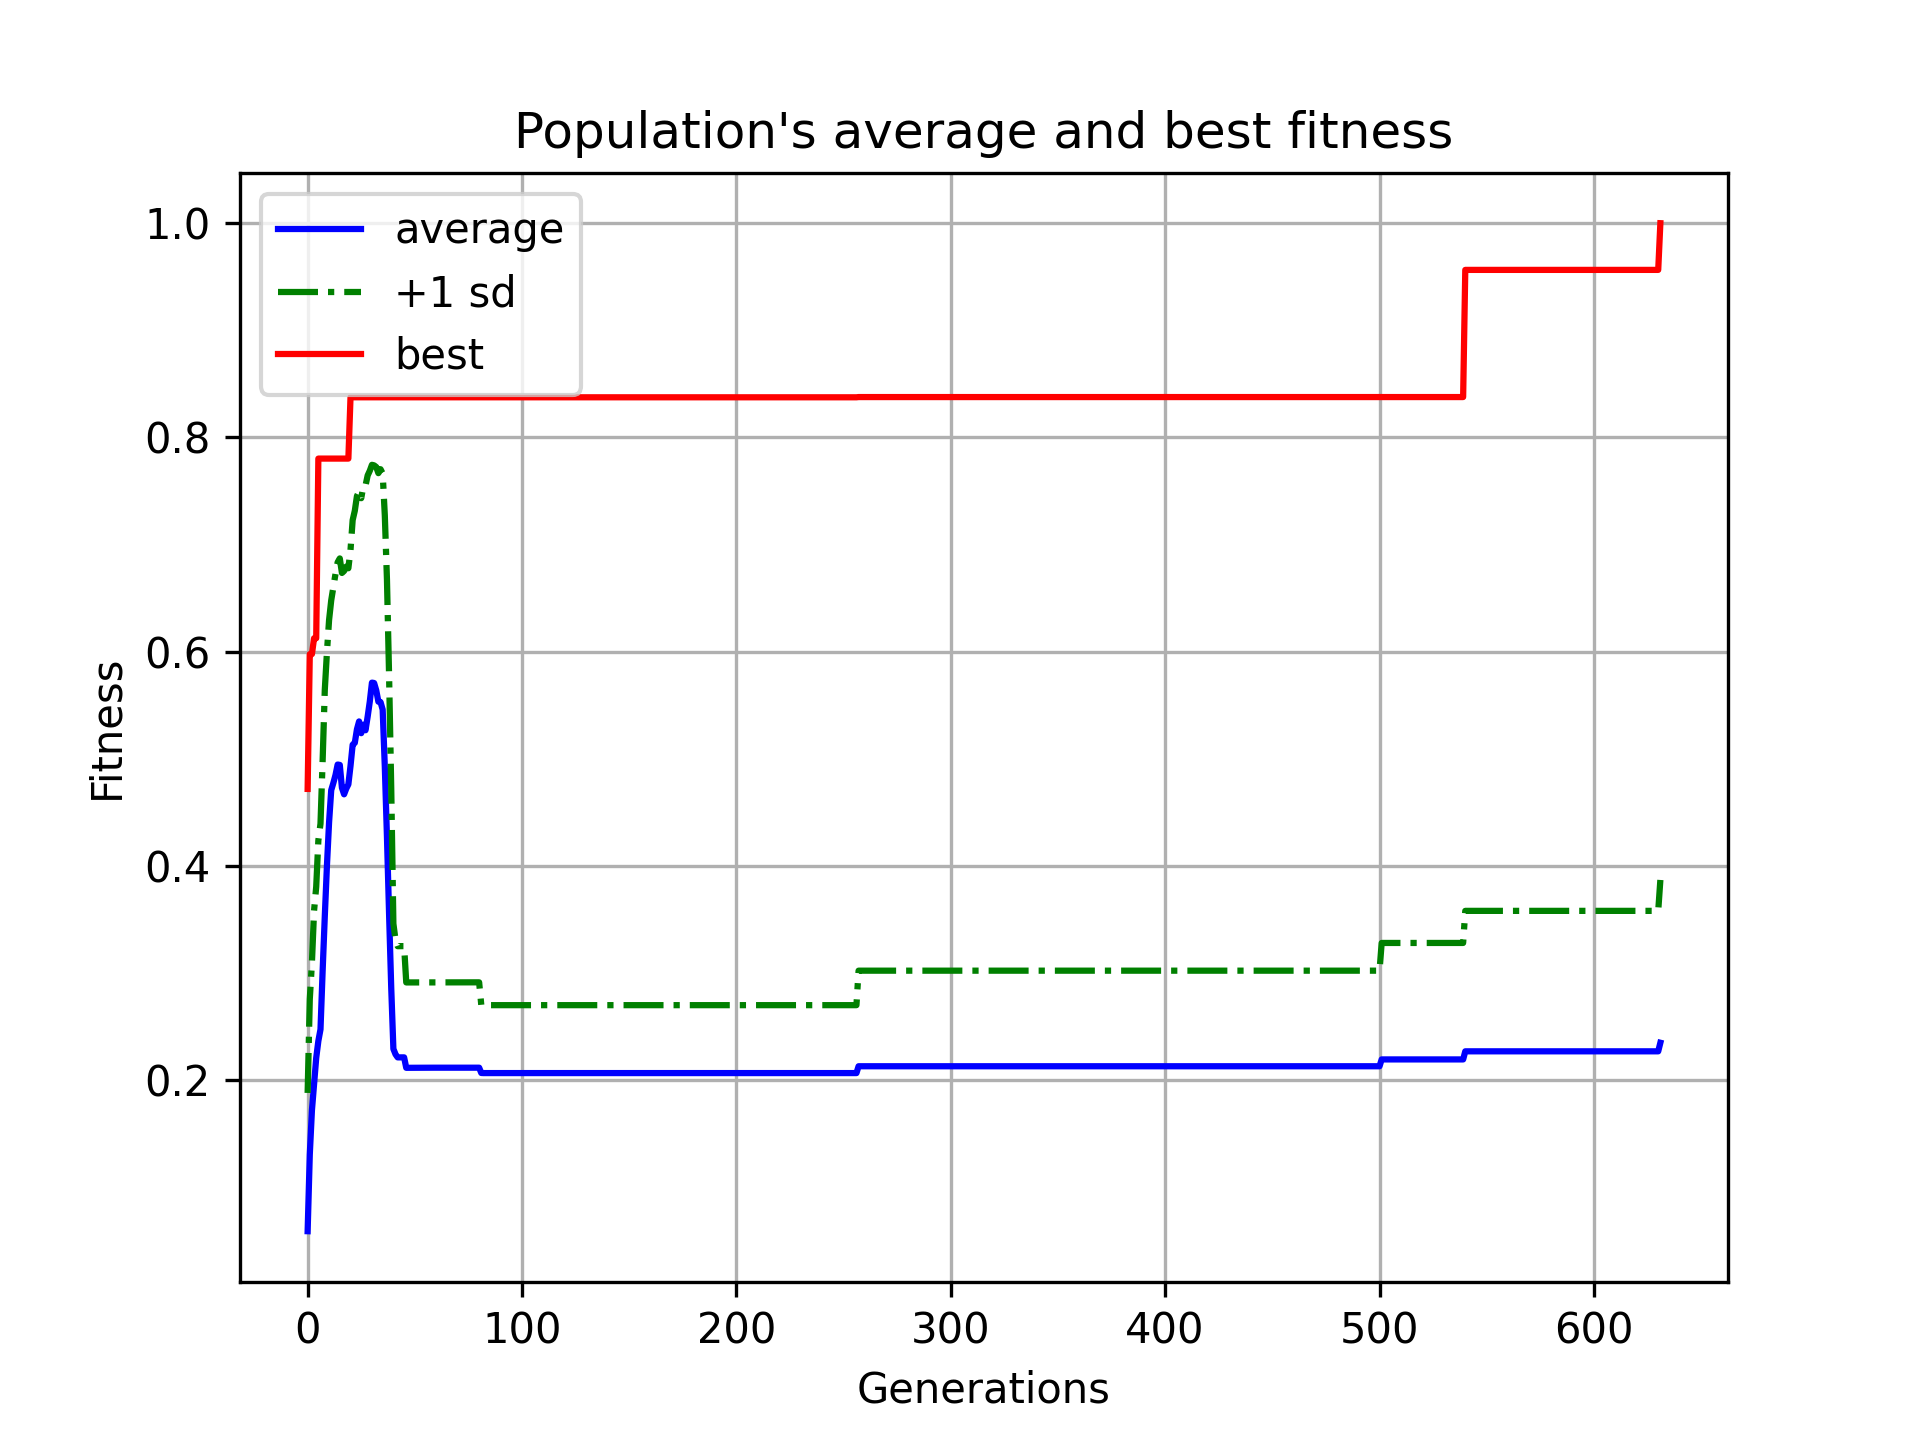 Population's average and best fitness
average
+1 sd
best
1.0
0.8
0.6
0.4
0.2
Fitness
0 100 200 300 400 500 600
Generations